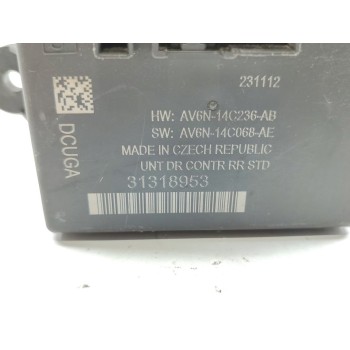 231112
DCUGA
HW: AV6N-14C236-AB
SW: AV6N-14C068-AE
MADE IN CZECH REPUBLIC
UNT DR CONTR RR STD
31318953